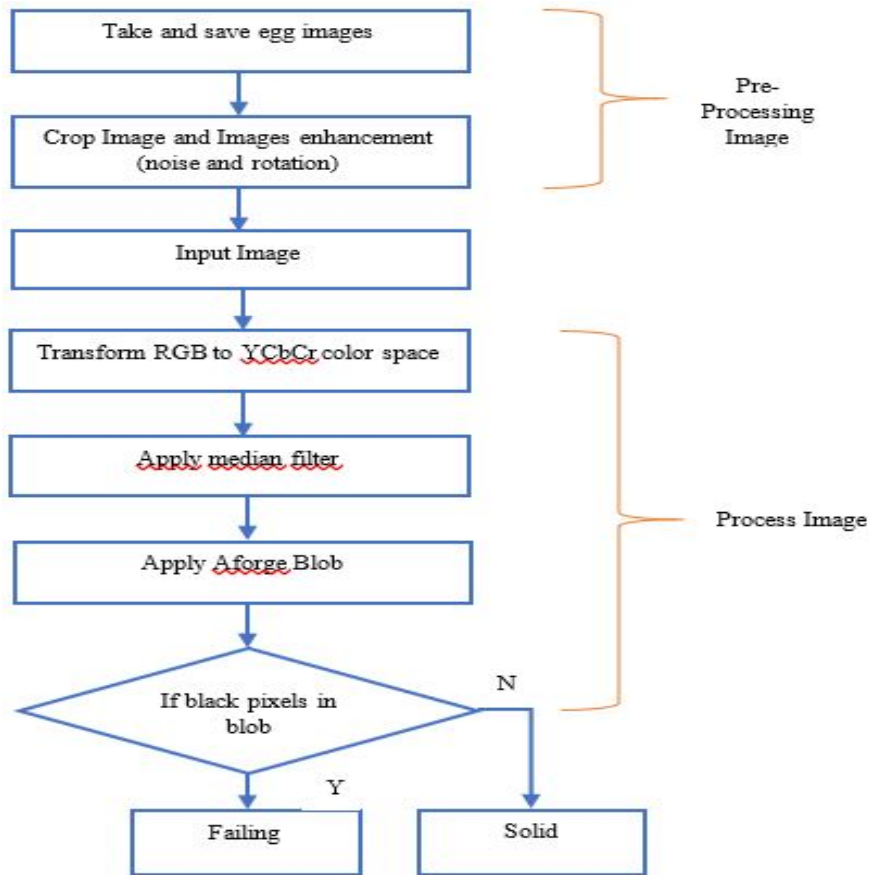 Take and save egg images
Pre-
Processing
Image
Crop Image and Images enhancement
(noise and rotation)
Input Image
Transform RGB to YCbCr color space
Apply median filter
Process Image
Apply Aforge Blob
If black pixels in
blob
N
Y
Failing
Solid